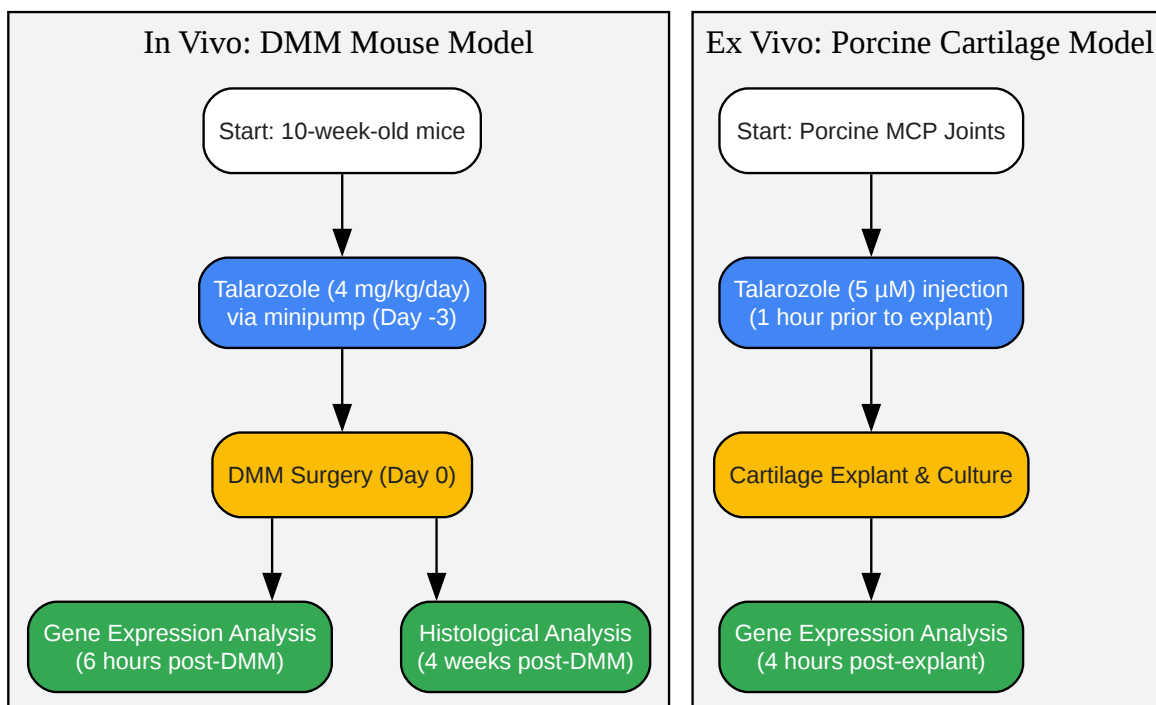 In Vivo: DMM Mouse Model
Start: 10-week-old mice
Talarozole (4 mg/kg/day)
via minipump (Day -3)
DMM Surgery (Day 0)
Gene Expression Analysis
(6 hours post-DMM)
Histological Analysis
(4 weeks post-DMM)
Ex Vivo: Porcine Cartilage Model
Start: Porcine MCP Joints
Talarozole (5 µM) injection
(1 hour prior to explant)
Cartilage Explant & Culture
Gene Expression Analysis
(4 hours post-explant)